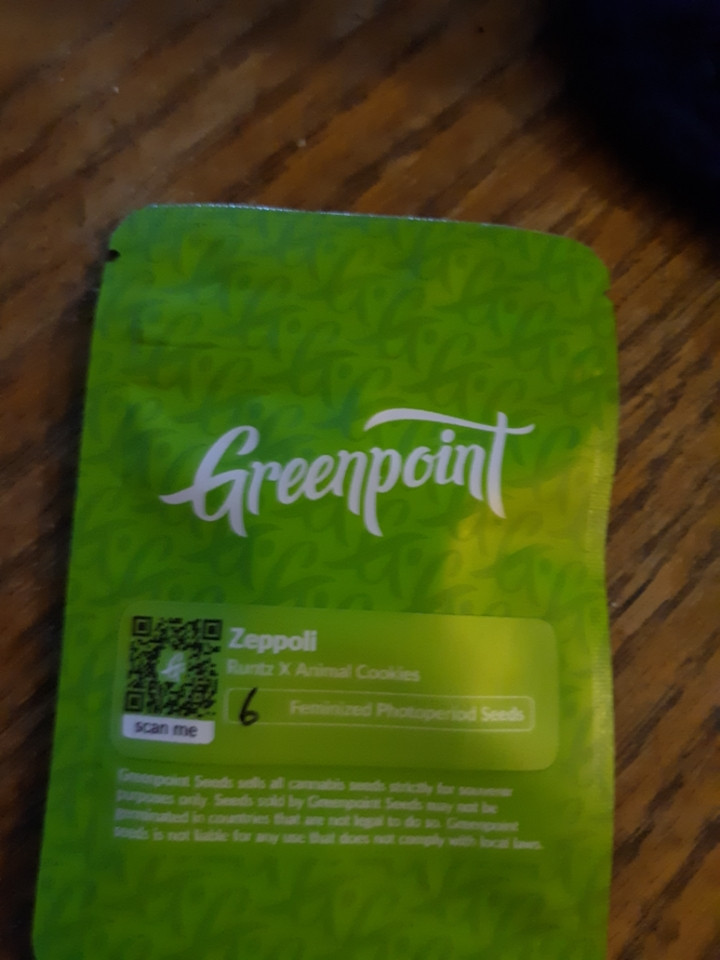 Greenpoint
Zeppoli
Runtz X Animal Cookies
6 Feminized Photoperiod Seeds
scan me
Greenpoint Seeds sells all cannabis seeds strictly for souvenir
purposes only. Seeds sold by Greenpoint Seeds may not be
germinated in countries that are not legal to do so. Greenpoint
seeds is not liable for any use that does not comply with local laws.